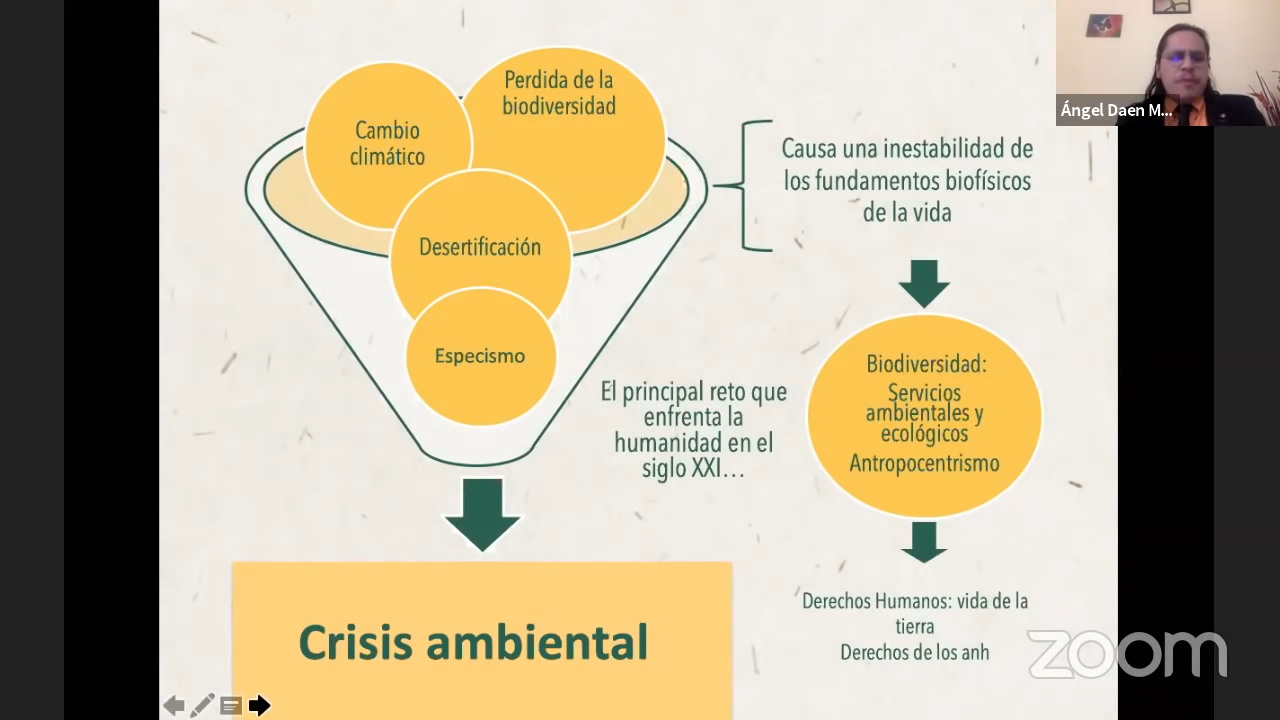 Perdida de la
biodiversidad
Cambio
climático
Desertificación
Especismo
Causa una inestabilidad de
los fundamentos biofísicos
de la vida
El principal reto que
enfrenta la
humanidad en el
siglo XXI...
Biodiversidad:
Servicios
ambientales y
ecológicos
Antropocentrismo
Derechos Humanos: vida de la
tierra
Derechos de los anh
Crisis ambiental
Ángel Daen M...
zoom